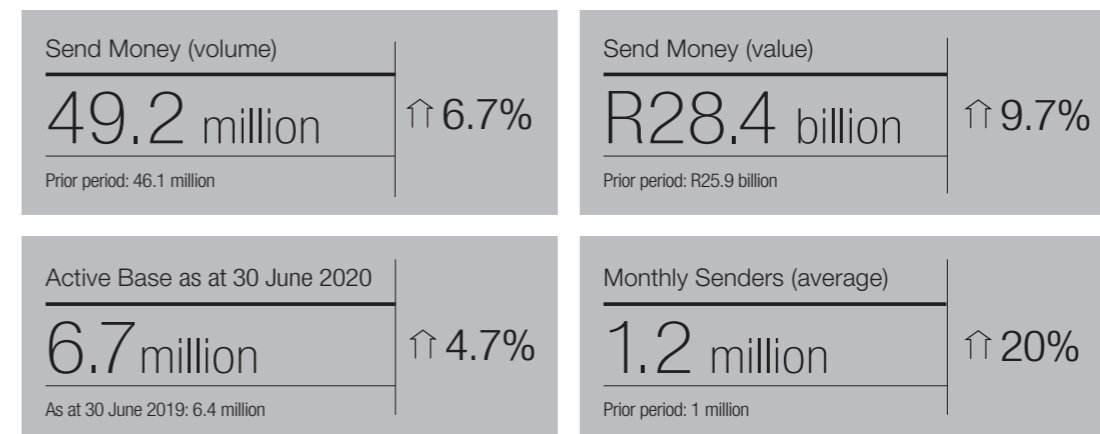 Send Money (volume)
49.2 million
⇧ 6.7%
Prior period: 46.1 million
Send Money (value)
R28.4 billion
⇧ 9.7%
Prior period: R25.9 billion
Active Base as at 30 June 2020
6.7 million
⇧ 4.7%
As at 30 June 2019: 6.4 million
Monthly Senders (average)
1.2 million
⇧ 20%
Prior period: 1 million